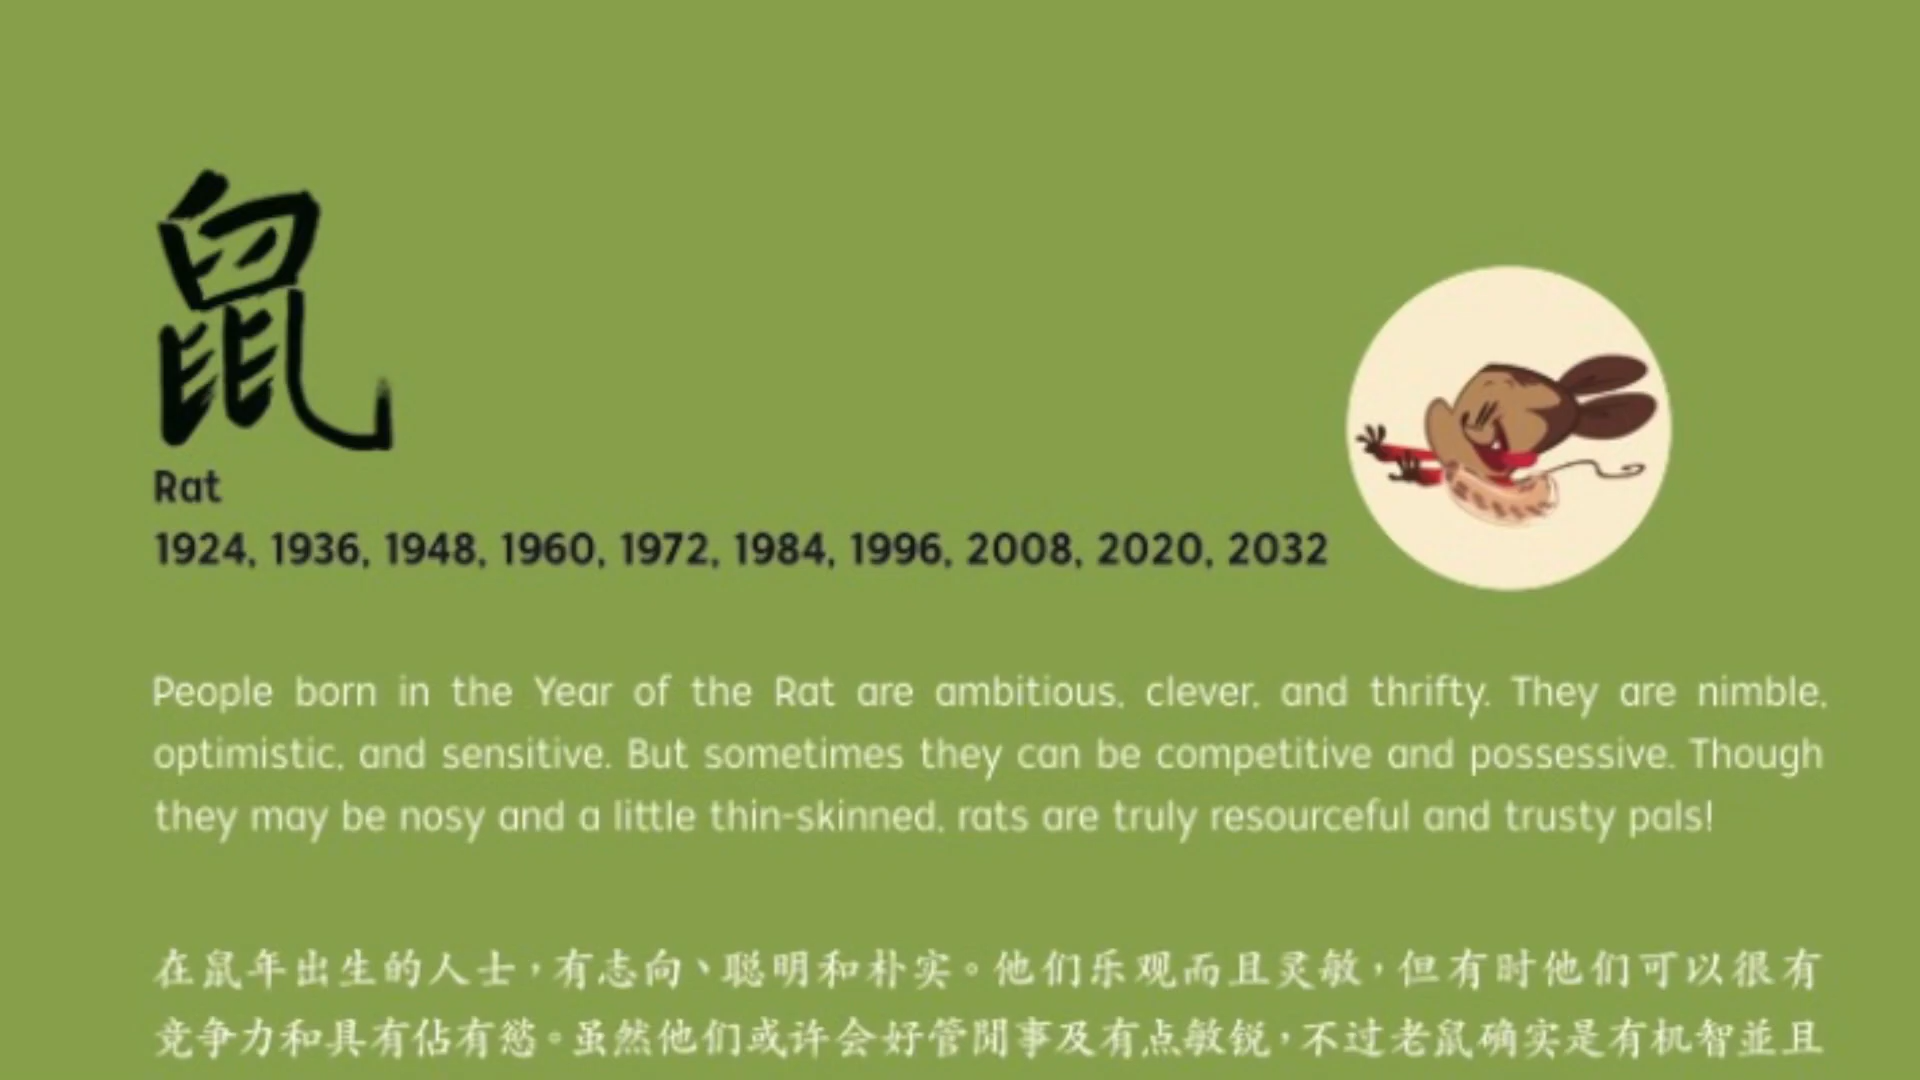 鼠
Rat
1924, 1936, 1948, 1960, 1972, 1984, 1996, 2008, 2020, 2032
People born in the Year of the Rat are ambitious, clever, and thrifty. They are nimble,
optimistic, and sensitive. But sometimes they can be competitive and possessive. Though
they may be nosy and a little thin-skinned, rats are truly resourceful and trusty pals!
在鼠年出生的人士，有志向、聪明和朴实。他们乐观而且灵敏，但有时他们可以很有
竞争力和具有佔有慾。虽然他们或许会好管閒事及有点敏锐，不过老鼠确实是有机智並且